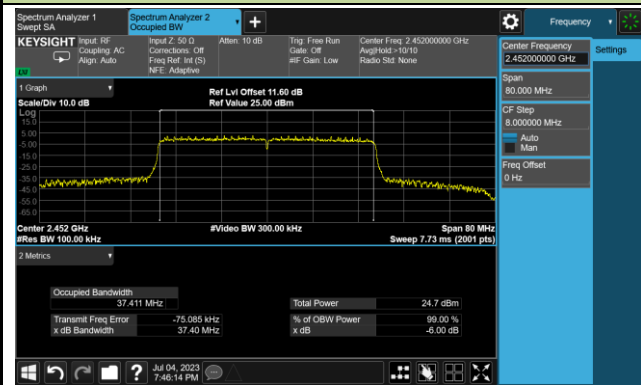 Spectrum Analyzer 1
Swept SA
Spectrum Analyzer 2
Occupied BW
Frequency
KEYSIGHT
Input: RF
Coupling: AC
Align: Auto
Input Z: 50 Ω
Corrections: Off
Freq Ref: Int (S)
NFE: Adaptive
Atten: 10 dB
Trig: Free Run
Gate: Off
#IF Gain: Low
Center Freq: 2.452000000 GHz
Avg|Hold:>10/10
Radio Std: None
Center Frequency
2.452000000 GHz
Settings
Span
80.000 MHz
CF Step
8.000000 MHz
Auto
Man
Freq Offset
0 Hz
1 Graph
Scale/Div 10.0 dB
Ref Lvl Offset 11.60 dB
Ref Value 25.00 dBm
Log
15.0
5.00
-5.00
-15.0
-25.0
-35.0
-45.0
-55.0
-65.0
Center 2.452 GHz
#Res BW 100.00 kHz
#Video BW 300.00 kHz
Span 80 MHz
Sweep 7.73 ms (2001 pts)
2 Metrics
Occupied Bandwidth
37.411 MHz
Total Power 24.7 dBm
Transmit Freq Error -75.085 kHz
% of OBW Power 99.00 %
x dB Bandwidth 37.40 MHz
x dB -6.00 dB
Jul 04, 2023
7:46:14 PM